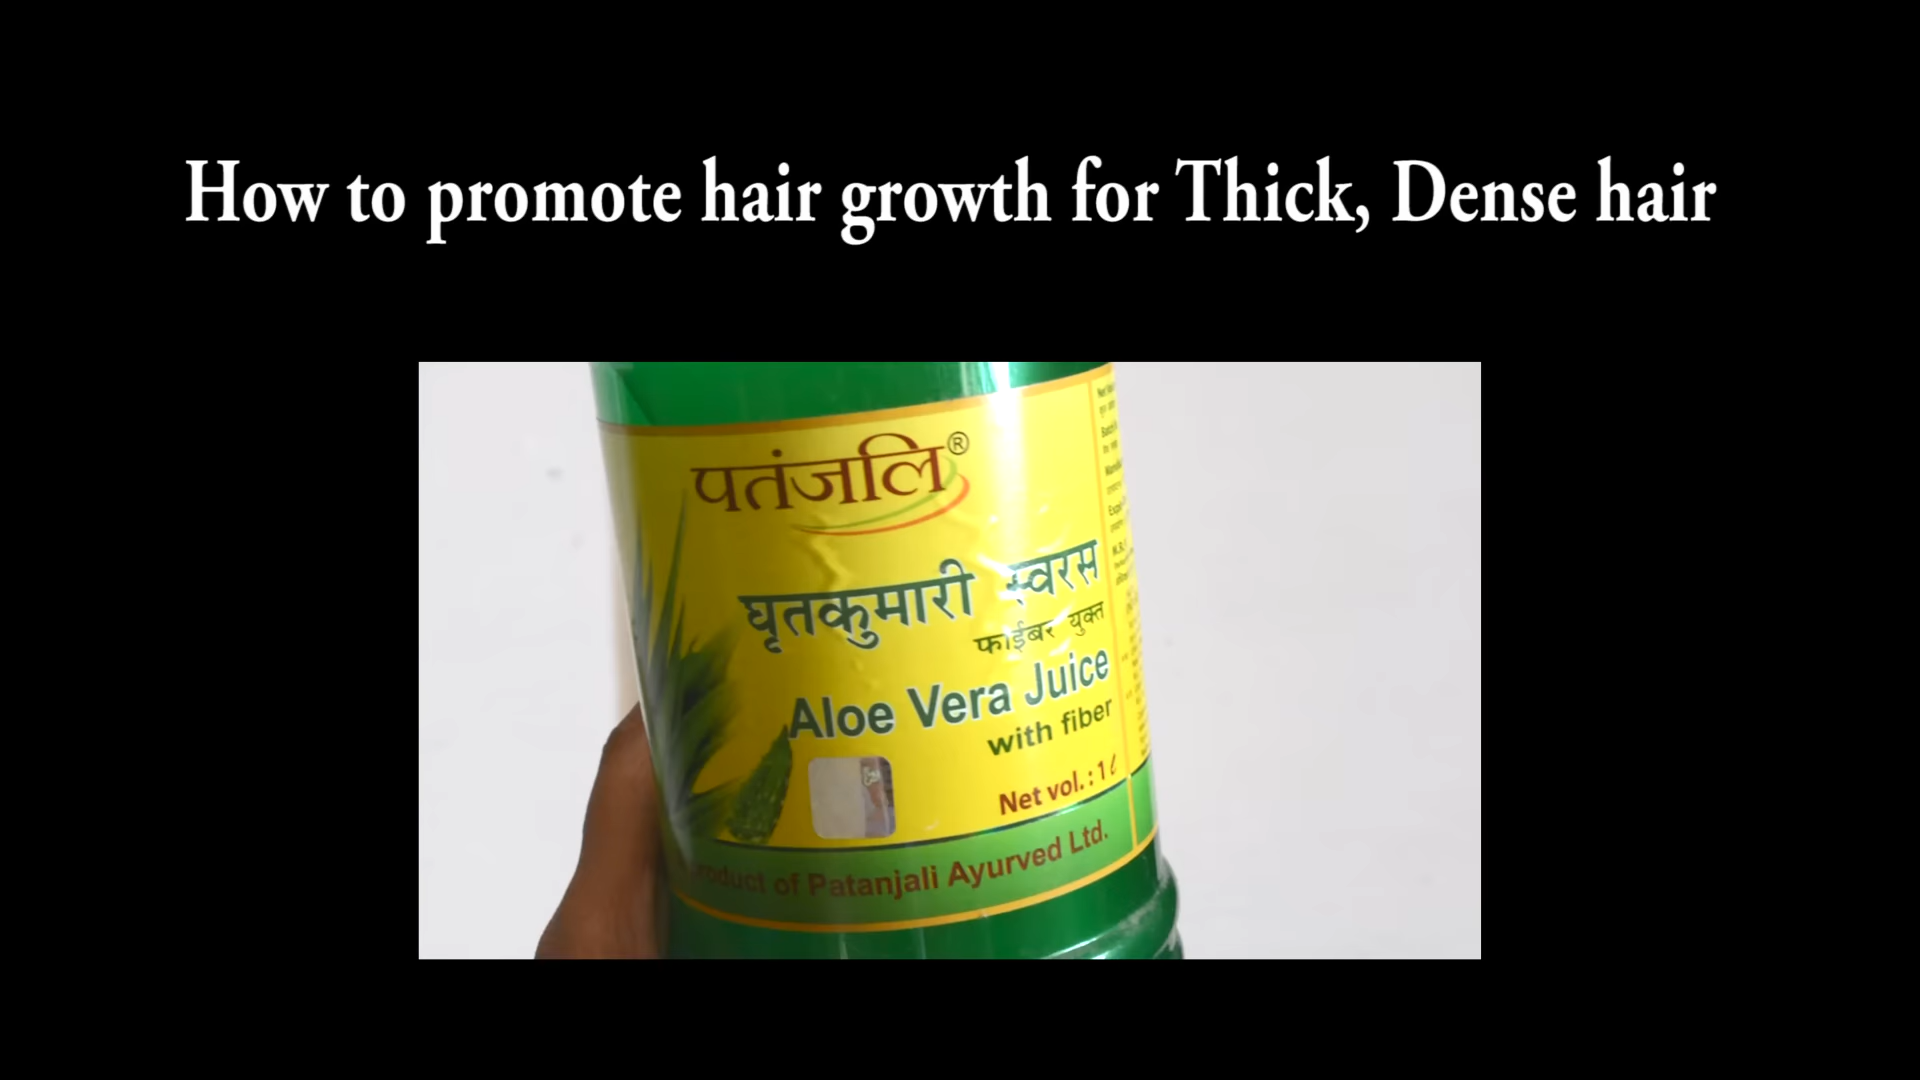 How to promote hair growth for Thick, Dense hair
पतंजलि®
घृतकुमारी स्वरस
फाईबर युक्त
Aloe Vera Juice
with fiber
Net vol.: 1ℓ
Product of Patanjali Ayurved Ltd.